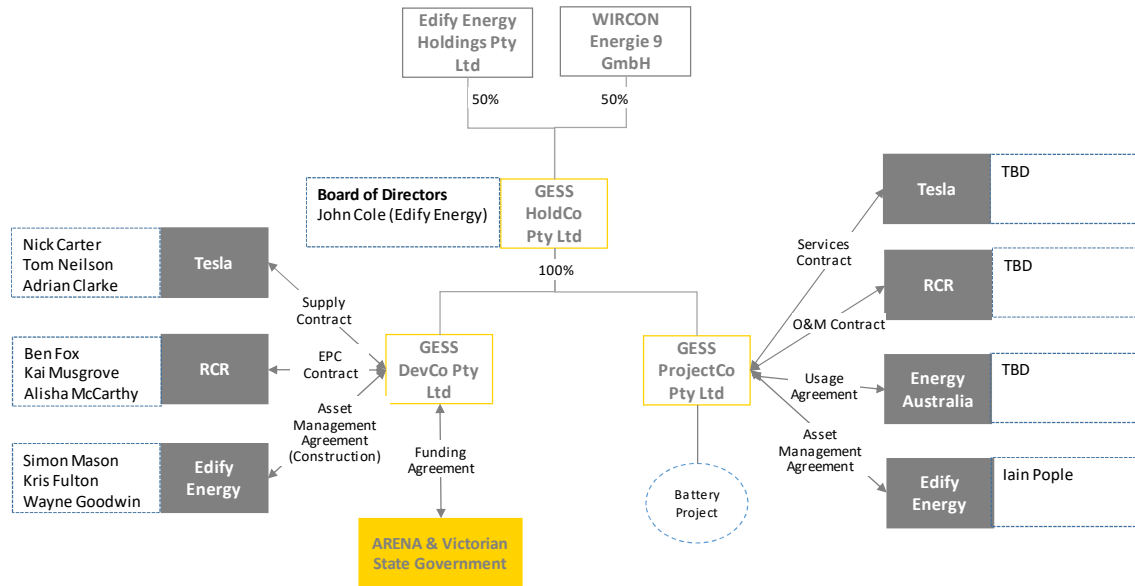 Edify Energy
Holdings Pty
Ltd
WIRCON
Energie 9
GmbH
50%
50%
Board of Directors
John Cole (Edify Energy)
GESS
HoldCo
Pty Ltd
100%
Nick Carter
Tom Neilson
Adrian Clarke
Tesla
Supply
Contract
Ben Fox
Kai Musgrove
Alisha McCarthy
RCR
EPC
Contract
Simon Mason
Kris Fulton
Wayne Goodwin
Edify
Energy
Asset
Management
Agreement
(Construction)
GESS
DevCo Pty
Ltd
Funding
Agreement
ARENA & Victorian
State Government
GESS
ProjectCo
Pty Ltd
Battery
Project
Services
Contract
Tesla
TBD
O&M Contract
RCR
TBD
Usage
Agreement
Energy
Australia
TBD
Asset
Management
Agreement
Edify
Energy
Iain Pople